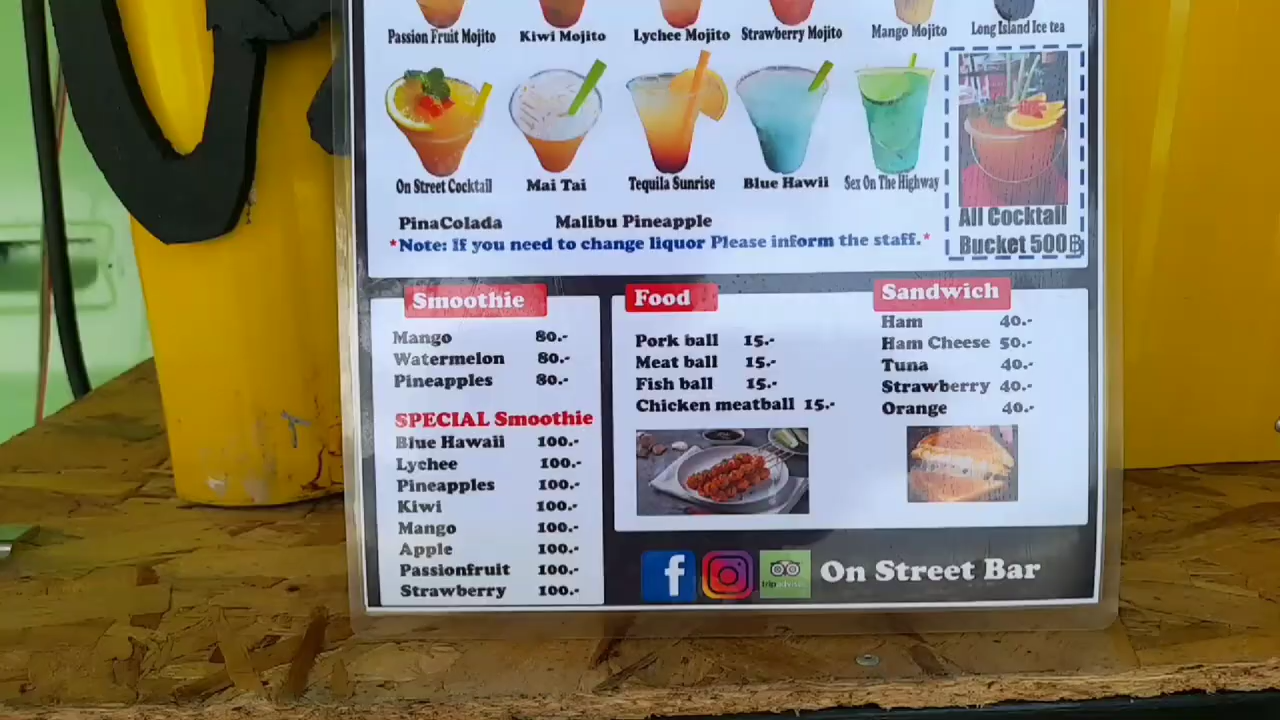 Passion Fruit Mojito Kiwi Mojito Lychee Mojito Strawberry Mojito Mango Mojito Long Island Ice tea
On Street Cocktail Mai Tai Tequila Sunrise Blue Hawii Sex On The Highway
PinaColada Malibu Pineapple
*Note: If you need to change liquor Please inform the staff.*
All Cocktail
Bucket 500฿
Smoothie
Mango 80.-
Watermelon 80.-
Pineapples 80.-
SPECIAL Smoothie
Blue Hawaii 100.-
Lychee 100.-
Pineapples 100.-
Kiwi 100.-
Mango 100.-
Apple 100.-
Passionfruit 100.-
Strawberry 100.-
Food
Pork ball 15.-
Meat ball 15.-
Fish ball 15.-
Chicken meatball 15.-
Sandwich
Ham 40.-
Ham Cheese 50.-
Tuna 40.-
Strawberry 40.-
Orange 40.-
tripadvisor
On Street Bar